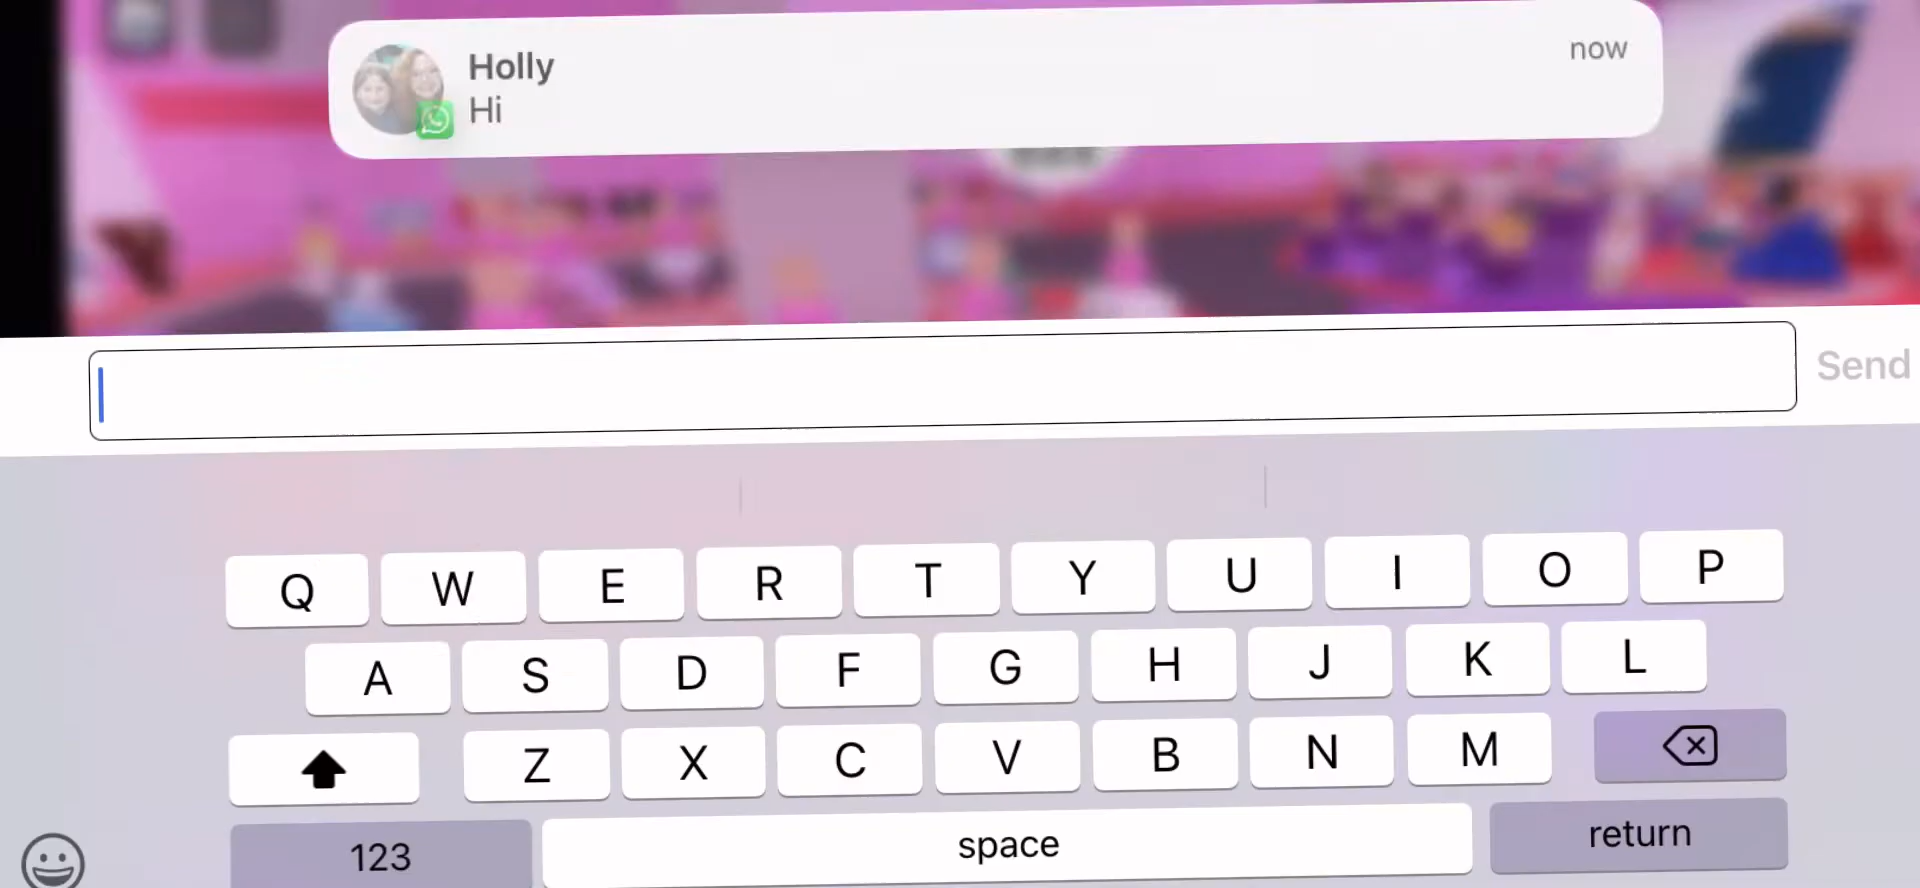 Holly
now
Hi
Send
Q W E R T Y U I O P
A S D F G H J K L
Z X C V B N M
123
space
return